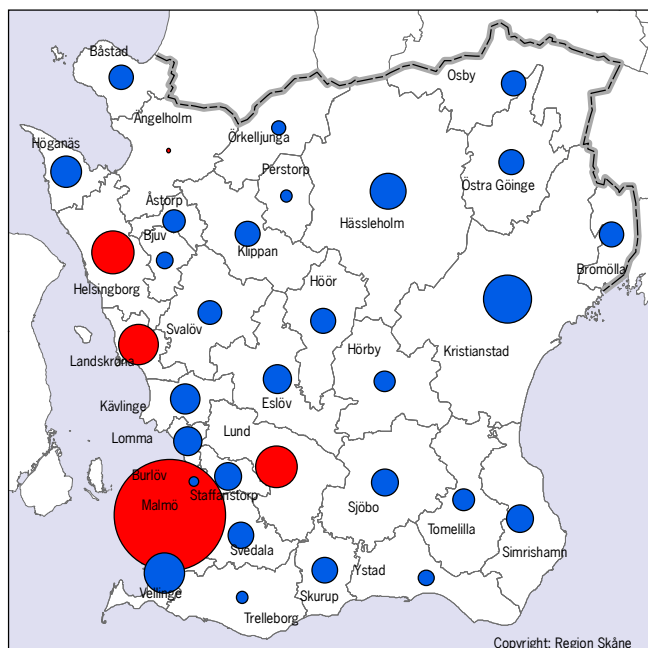 Båstad
Osby
Ängelholm
Örkelljunga
Höganäs
Perstorp
Östra Göinge
Åstorp
Hässleholm
Bjuv
Klippan
Bromölla
Höör
Helsingborg
Svalöv
Kristianstad
Hörby
Landskrona
Eslöv
Kävlinge
Lund
Lomma
Burlöv
Staffanstorp
Malmö
Sjöbo
Tomelilla
Simrishamn
Svedala
Ystad
Vellinge
Skurup
Trelleborg
Copyright: Region Skåne